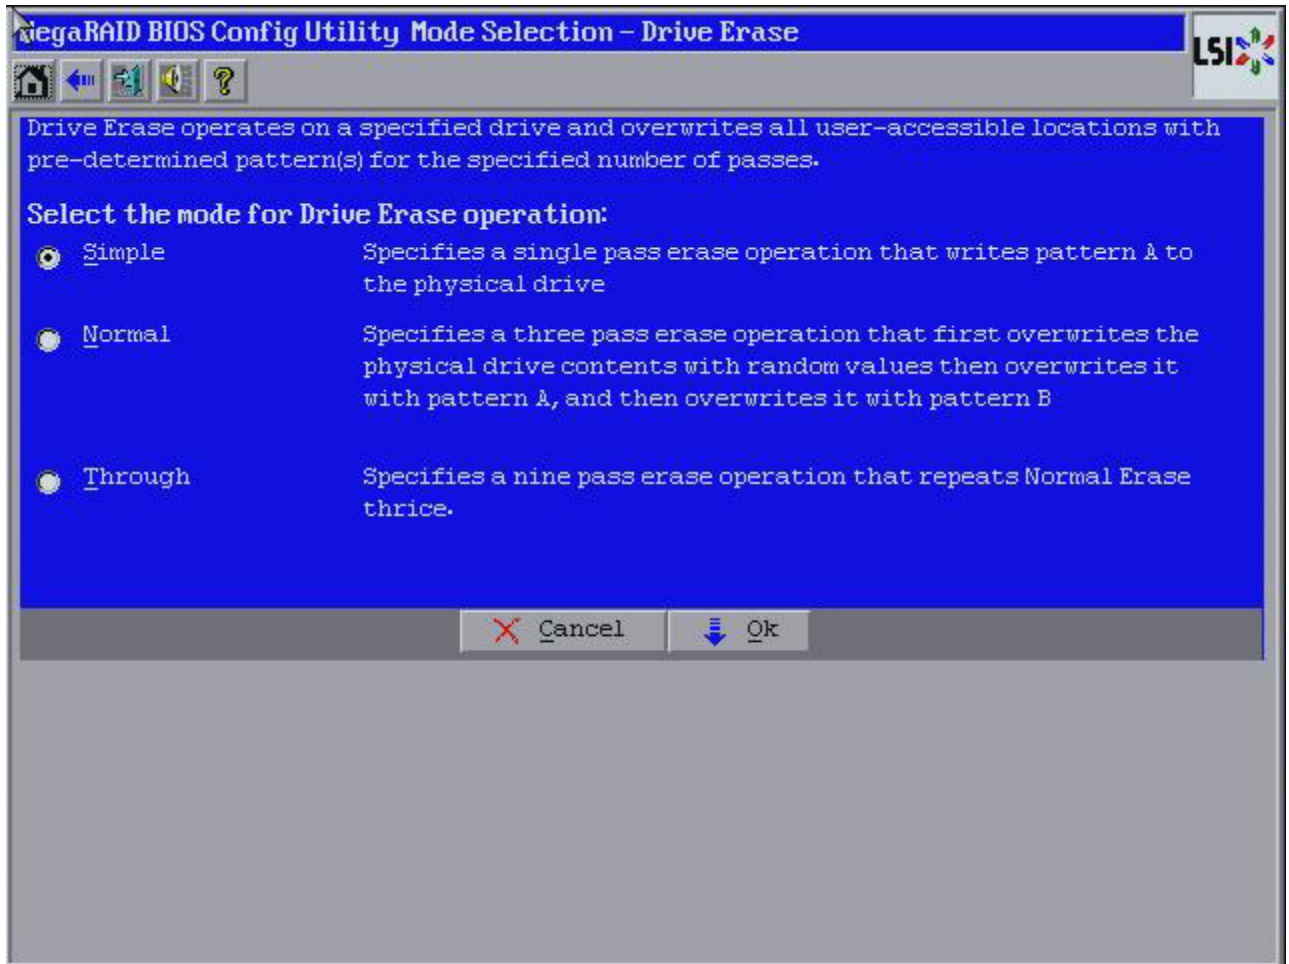 MegaRAID BIOS Config Utility Mode Selection - Drive Erase
LSI
Drive Erase operates on a specified drive and overwrites all user-accessible locations with
pre-determined pattern(s) for the specified number of passes.
Select the mode for Drive Erase operation:
Simple Specifies a single pass erase operation that writes pattern A to
the physical drive
Normal Specifies a three pass erase operation that first overwrites the
physical drive contents with random values then overwrites it
with pattern A, and then overwrites it with pattern B
Through Specifies a nine pass erase operation that repeats Normal Erase
thrice.
Cancel Ok